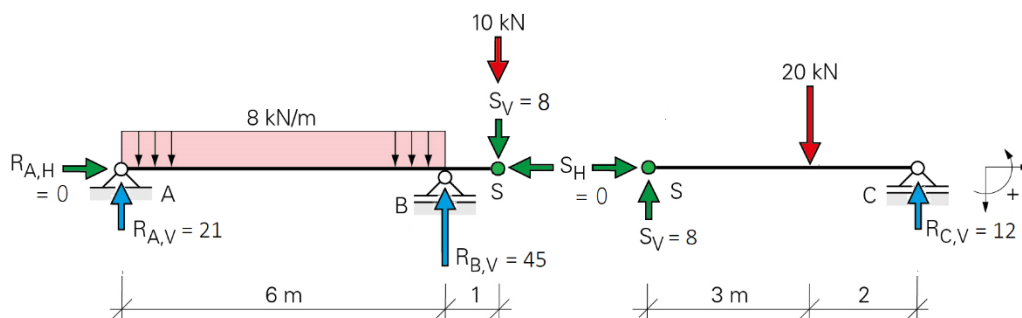 10 kN
20 kN
S_V = 8
8 kN/m
R_A,H = 0
A
B
S
S_H = 0
S
C
+
R_A,V = 21
S_V = 8
R_C,V = 12
R_B,V = 45
6 m
1
3 m
2